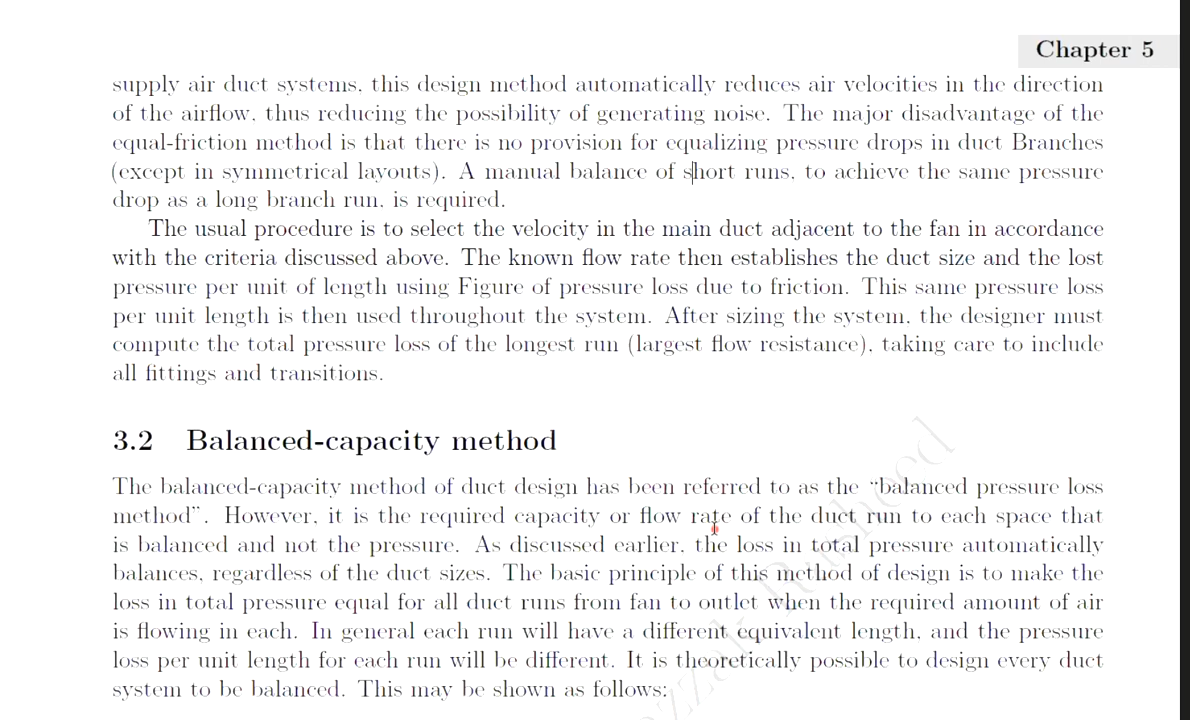 Chapter 5
supply air duct systems, this design method automatically reduces air velocities in the direction
of the airflow, thus reducing the possibility of generating noise. The major disadvantage of the
equal-friction method is that there is no provision for equalizing pressure drops in duct Branches
(except in symmetrical layouts). A manual balance of short runs, to achieve the same pressure
drop as a long branch run, is required.
The usual procedure is to select the velocity in the main duct adjacent to the fan in accordance
with the criteria discussed above. The known flow rate then establishes the duct size and the lost
pressure per unit of length using Figure of pressure loss due to friction. This same pressure loss
per unit length is then used throughout the system. After sizing the system, the designer must
compute the total pressure loss of the longest run (largest flow resistance), taking care to include
all fittings and transitions.
3.2 Balanced-capacity method
The balanced-capacity method of duct design has been referred to as the “balanced pressure loss
method”. However, it is the required capacity or flow rate of the duct run to each space that
is balanced and not the pressure. As discussed earlier, the loss in total pressure automatically
balances, regardless of the duct sizes. The basic principle of this method of design is to make the
loss in total pressure equal for all duct runs from fan to outlet when the required amount of air
is flowing in each. In general each run will have a different equivalent length, and the pressure
loss per unit length for each run will be different. It is theoretically possible to design every duct
system to be balanced. This may be shown as follows: